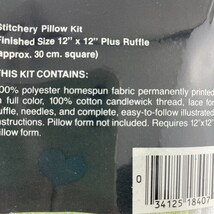 Stitchery Pillow Kit
Finished Size 12" x 12" Plus Ruffle
(approx. 30 cm. square)
THIS KIT CONTAINS:
100% polyester homespun fabric permanently printed
in full color, 100% cotton candlewick thread, lace for
ruffle, needles, and complete, easy-to-follow illustrated
instructions. Pillow form not included. Requires 12"x12"
pillow form.
0
34125 18407